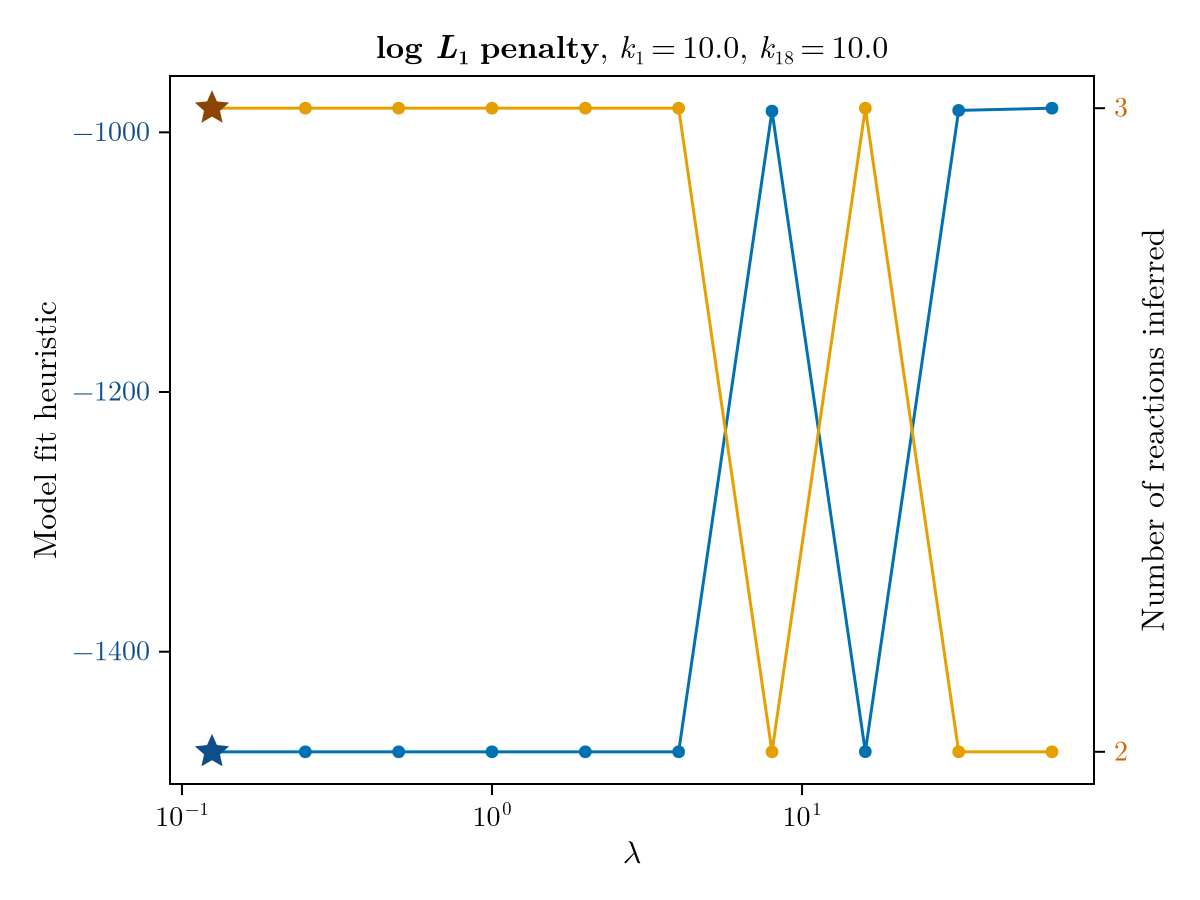 log L₁ penalty, k₁ = 10.0, k₁₈ = 10.0
Model fit heuristic
−1000
−1200
−1400
3
2
Number of reactions inferred
10⁻¹
10⁰
10¹
λ